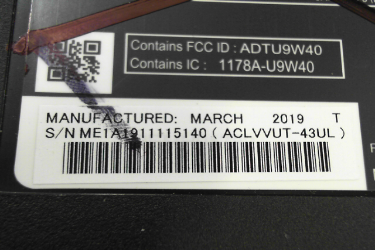 Contains FCC ID : ADTU9W40
Contains IC : 1178A-U9W40
MANUFACTURED: MARCH 2019 T
S/N ME1A1911115140 ( ACLVVUT-43UL )